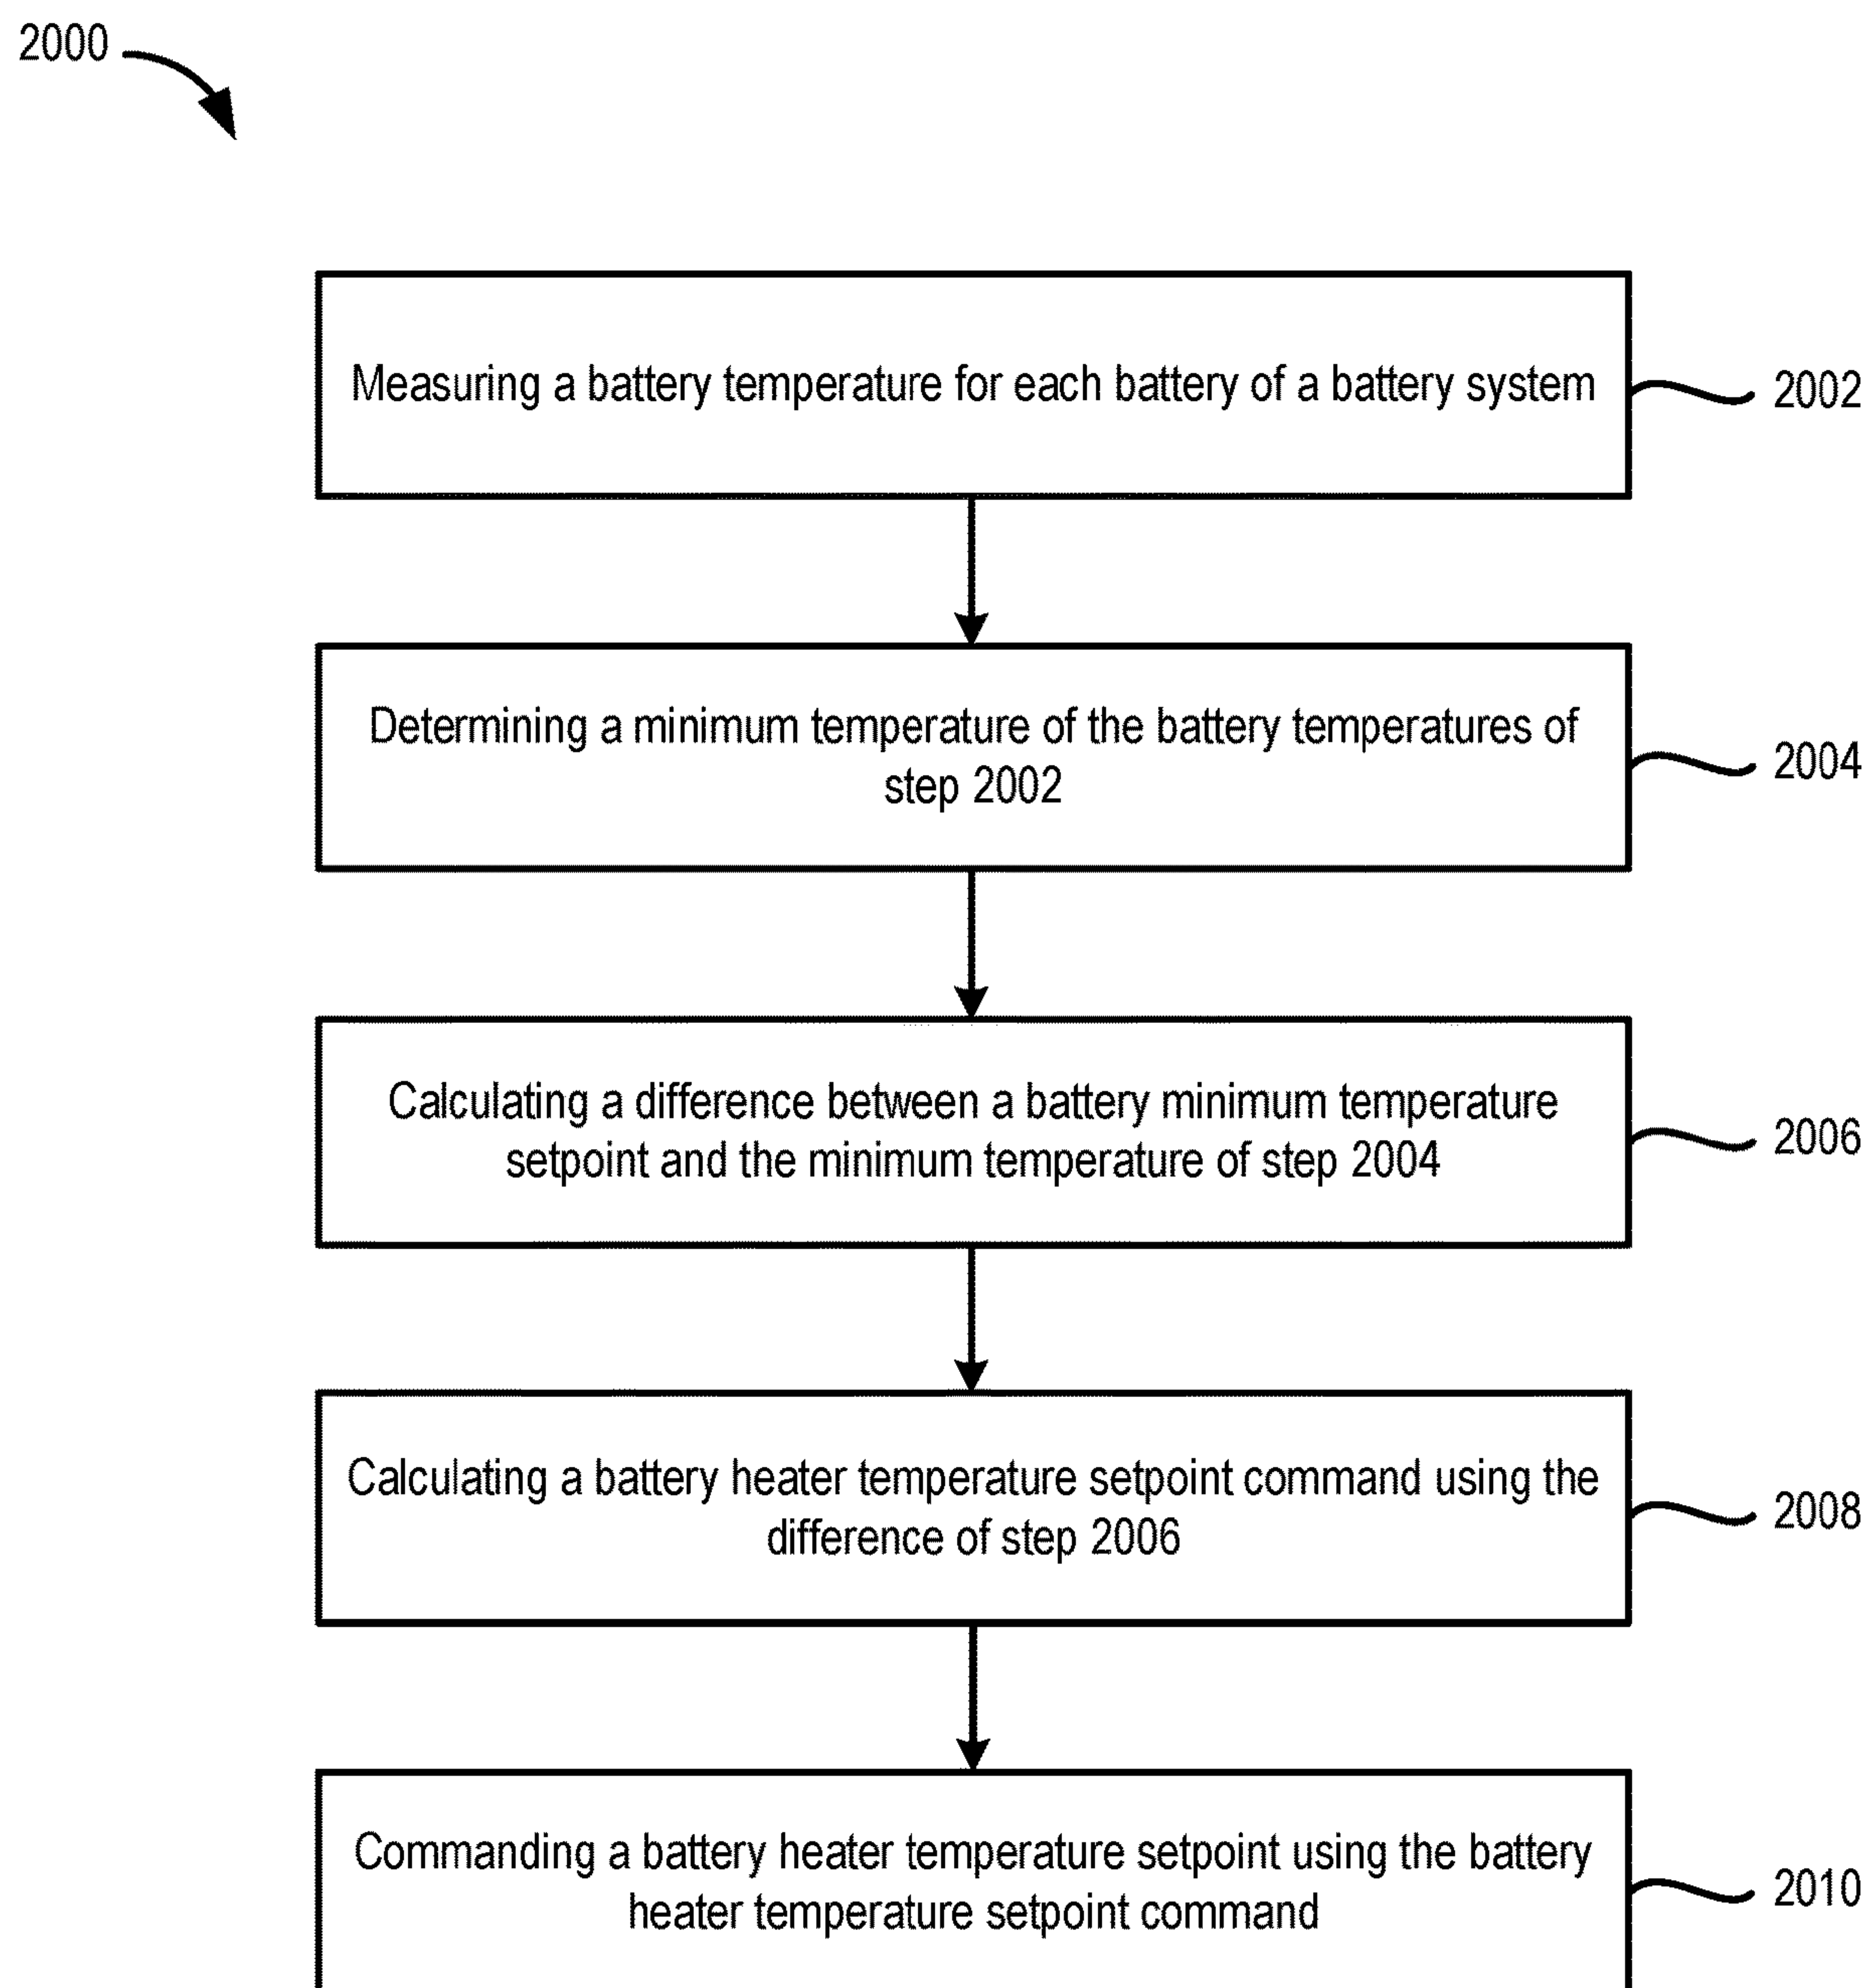 2000
Measuring a battery temperature for each battery of a battery system
2002
Determining a minimum temperature of the battery temperatures of
step 2002
2004
Calculating a difference between a battery minimum temperature
setpoint and the minimum temperature of step 2004
2006
Calculating a battery heater temperature setpoint command using the
difference of step 2006
2008
Commanding a battery heater temperature setpoint using the battery
heater temperature setpoint command
2010